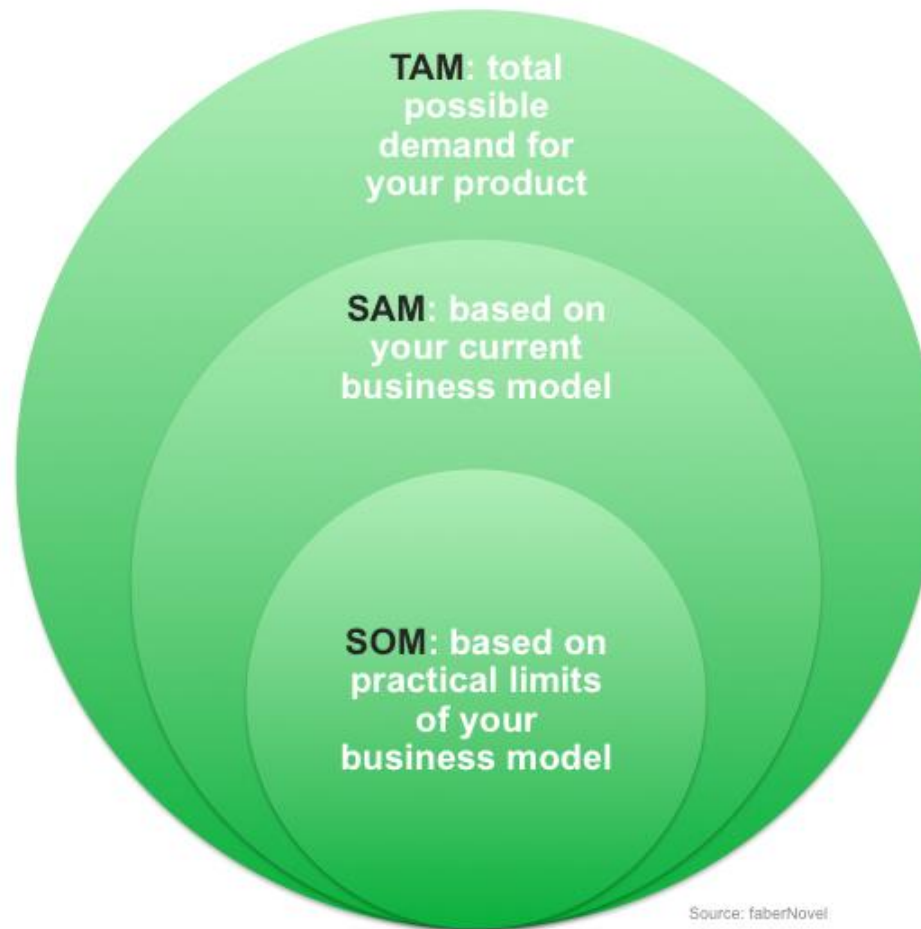 TAM: total
possible
demand for
your product
SAM: based on
your current
business model
SOM: based on
practical limits
of your
business model
Source: faberNovel